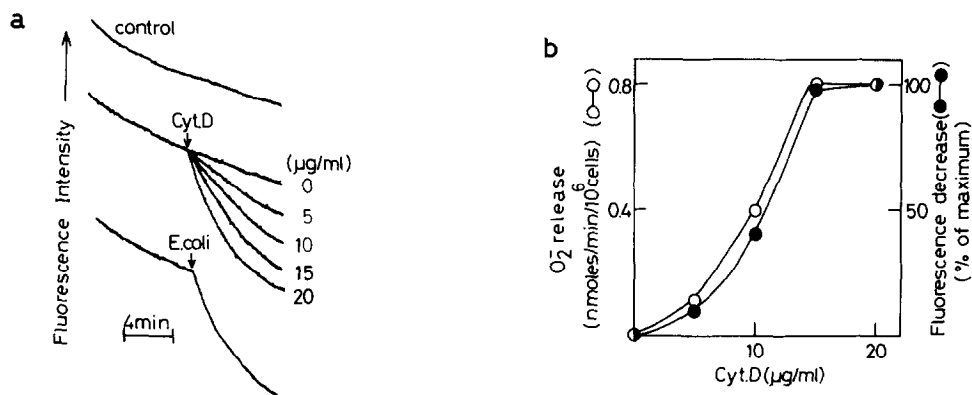 a
control
Fluorescence Intensity
Cyt.D
(µg/ml)
0
5
10
15
20
E.coli
4min
b
O2̄ release
(nmoles/min/10^6 cells) (○—○)
0.8
0.4
10
20
Cyt.D(µg/ml)
100
50
Fluorescence decrease(●—●)
(% of maximum)